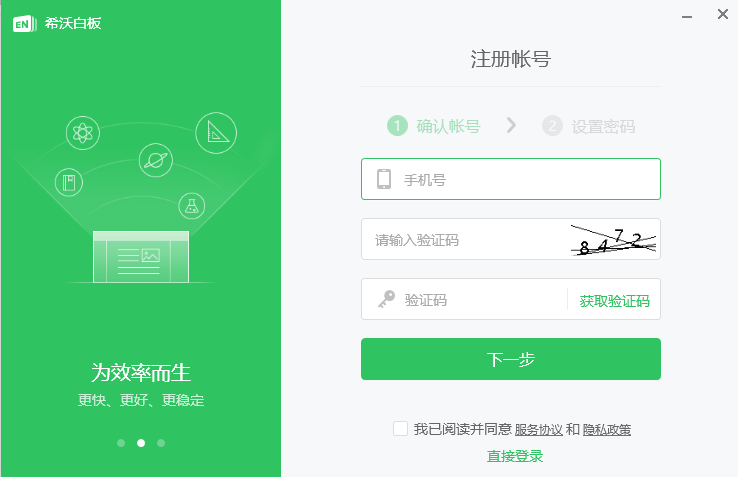 EN 希沃白板
为效率而生
更快、更好、更稳定
注册帐号
1 确认帐号 2 设置密码
手机号
请输入验证码 8472
验证码 获取验证码
下一步
我已阅读并同意 服务协议 和 隐私政策
直接登录